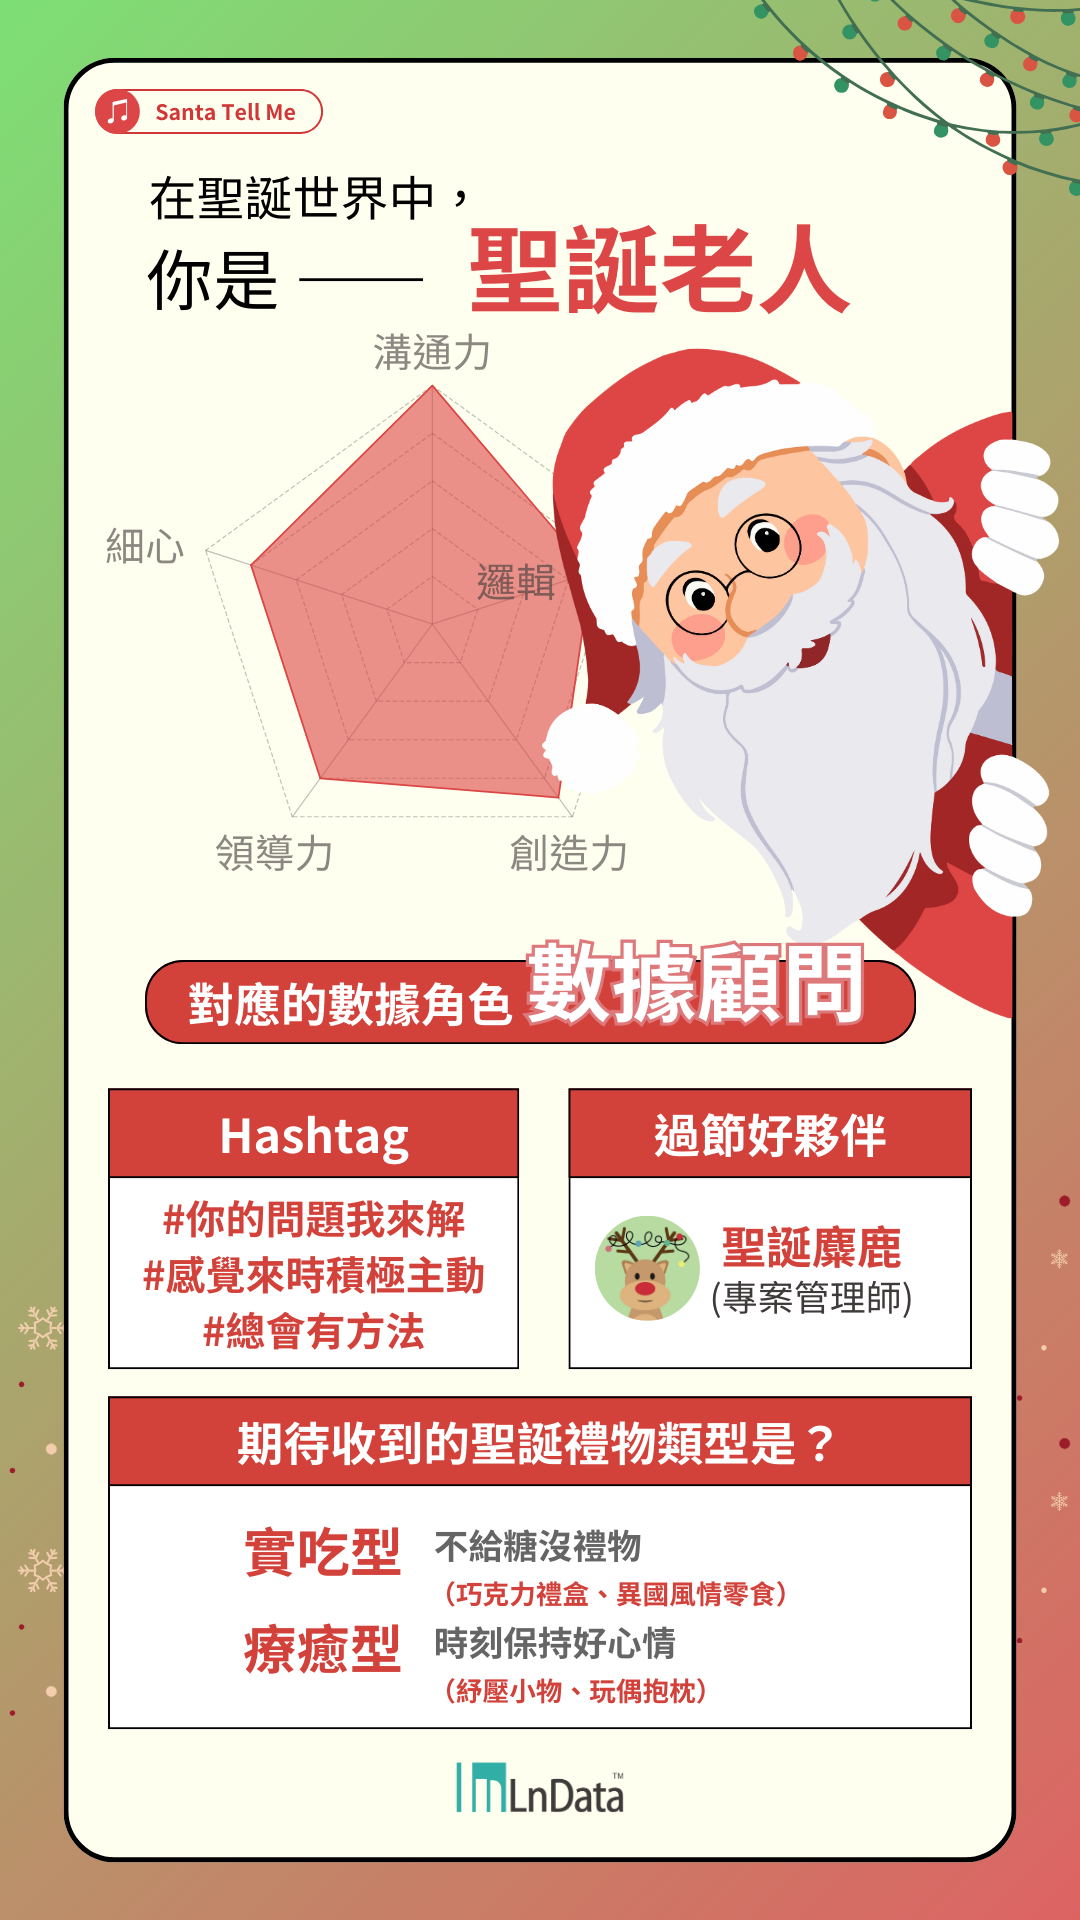 Santa Tell Me
在聖誕世界中，
你是 —— 聖誕老人
溝通力
細心
邏輯
領導力
創造力
對應的數據角色 數據顧問
Hashtag
#你的問題我來解
#感覺來時積極主動
#總會有方法
過節好夥伴
聖誕麋鹿
(專案管理師)
期待收到的聖誕禮物類型是？
實吃型
不給糖沒禮物
（巧克力禮盒、異國風情零食）
療癒型
時刻保持好心情
（紓壓小物、玩偶抱枕）
LnData™